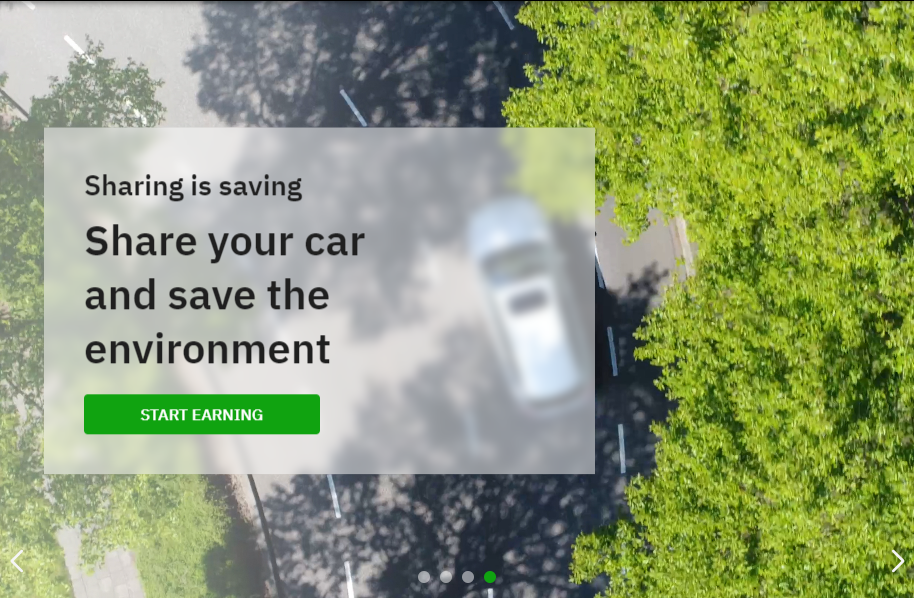 Sharing is saving
Share your car
and save the
environment
START EARNING